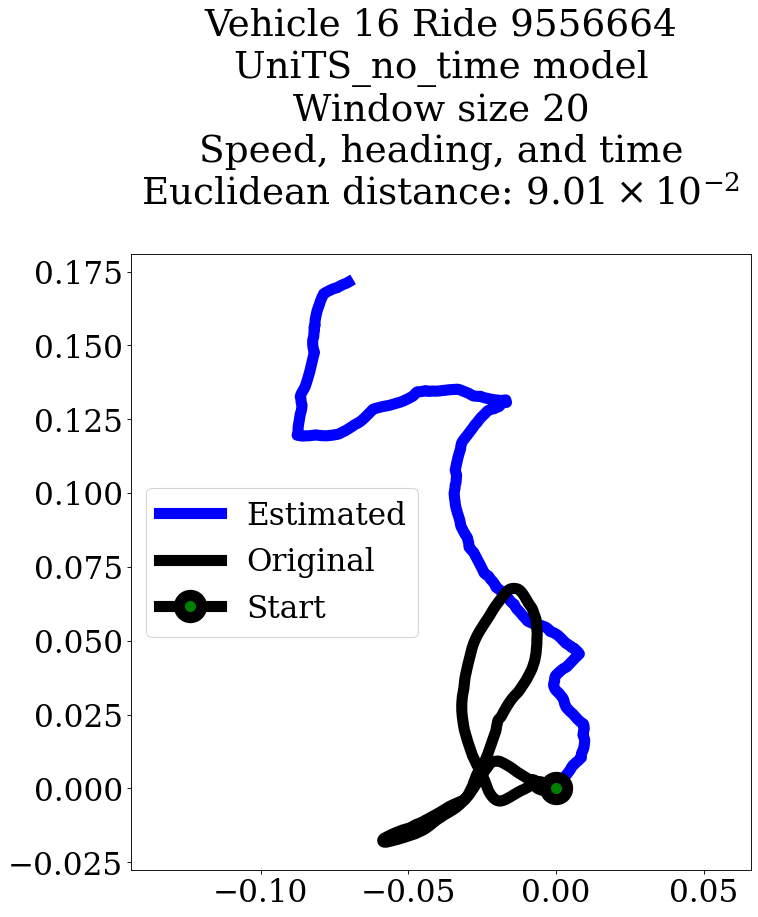 Vehicle 16 Ride 9556664
UniTS_no_time model
Window size 20
Speed, heading, and time
Euclidean distance: 9.01 × 10⁻²
0.175
0.150
0.125
0.100
0.075
0.050
0.025
0.000
−0.025
Estimated
Original
Start
−0.10
−0.05
0.00
0.05